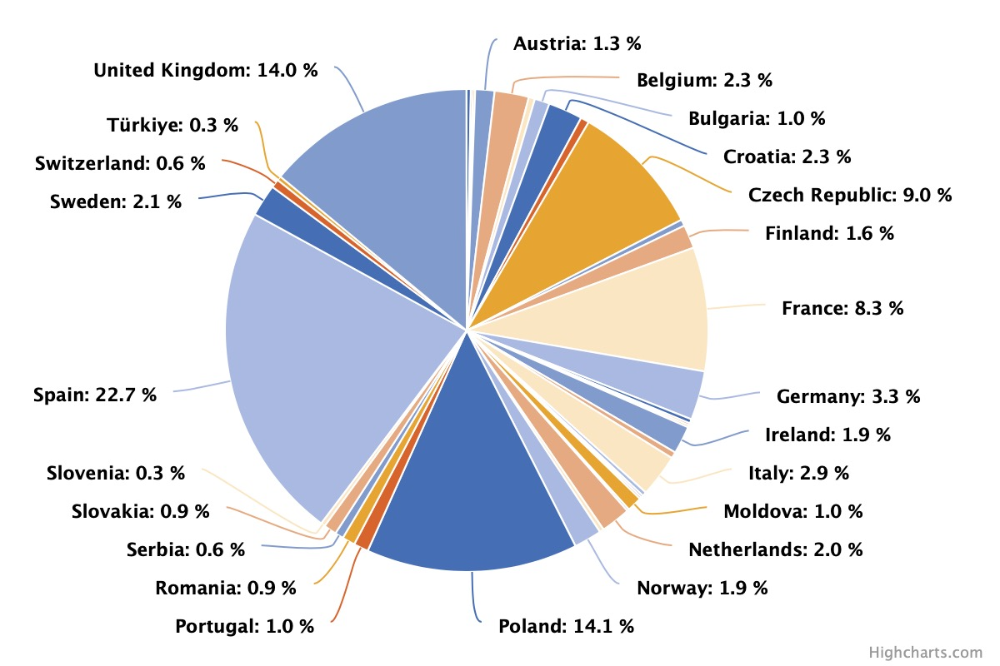 Austria: 1.3 %
Belgium: 2.3 %
Bulgaria: 1.0 %
Croatia: 2.3 %
Czech Republic: 9.0 %
Finland: 1.6 %
France: 8.3 %
Germany: 3.3 %
Ireland: 1.9 %
Italy: 2.9 %
Moldova: 1.0 %
Netherlands: 2.0 %
Norway: 1.9 %
Poland: 14.1 %
Portugal: 1.0 %
Romania: 0.9 %
Serbia: 0.6 %
Slovakia: 0.9 %
Slovenia: 0.3 %
Spain: 22.7 %
Sweden: 2.1 %
Switzerland: 0.6 %
Türkiye: 0.3 %
United Kingdom: 14.0 %
Highcharts.com